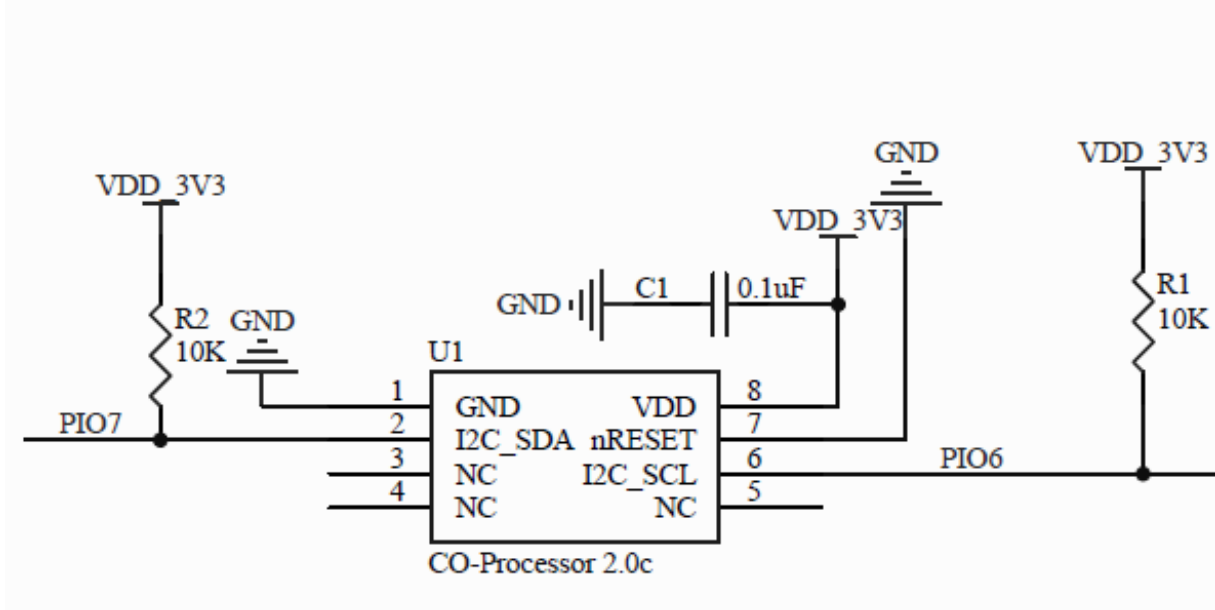 GND
VDD_3V3
VDD_3V3
VDD_3V3
GND
C1
0.1uF
R1
10K
R2
10K
GND
U1
1
GND
VDD
8
2
I2C_SDA
nRESET
7
3
NC
I2C_SCL
6
4
NC
NC
5
PIO7
PIO6
CO-Processor 2.0c